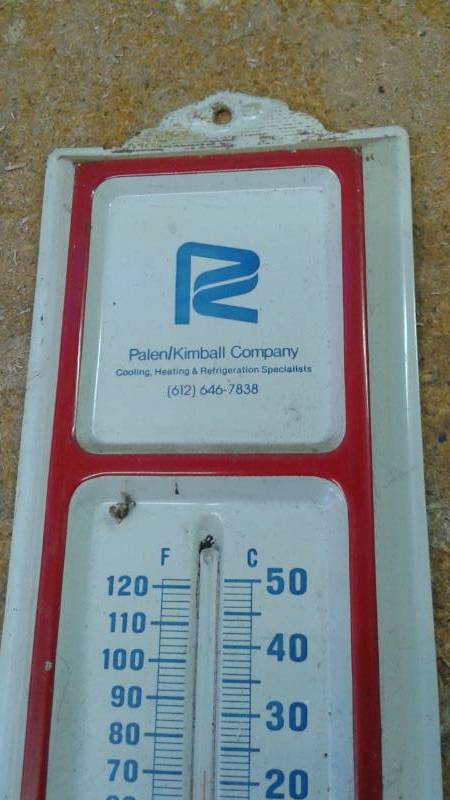 Palen/Kimball Company
Cooling, Heating & Refrigeration Specialists
(612) 646-7838
F C
120 50
110
100 40
90
80 30
70
20